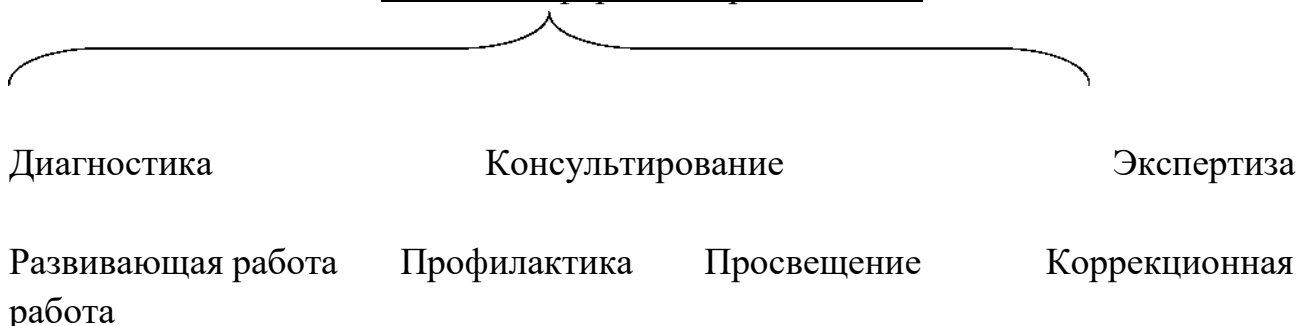 Диагностика Консультирование Экспертиза
Развивающая работа Профилактика Просвещение Коррекционная
работа